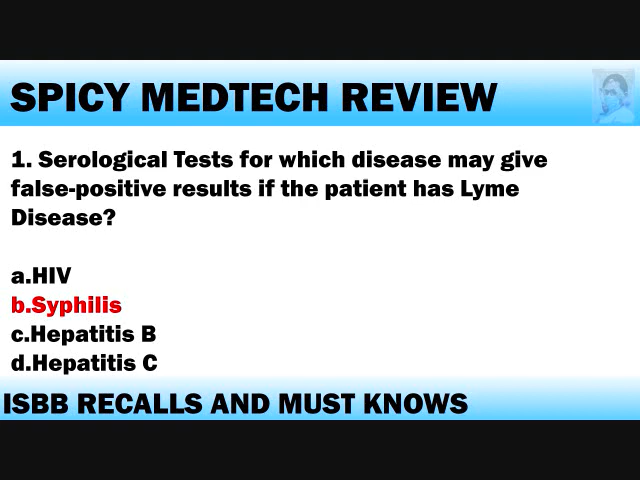 SPICY MEDTECH REVIEW
1. Serological Tests for which disease may give
false-positive results if the patient has Lyme
Disease?
a.HIV
b.Syphilis
c.Hepatitis B
d.Hepatitis C
ISBB RECALLS AND MUST KNOWS